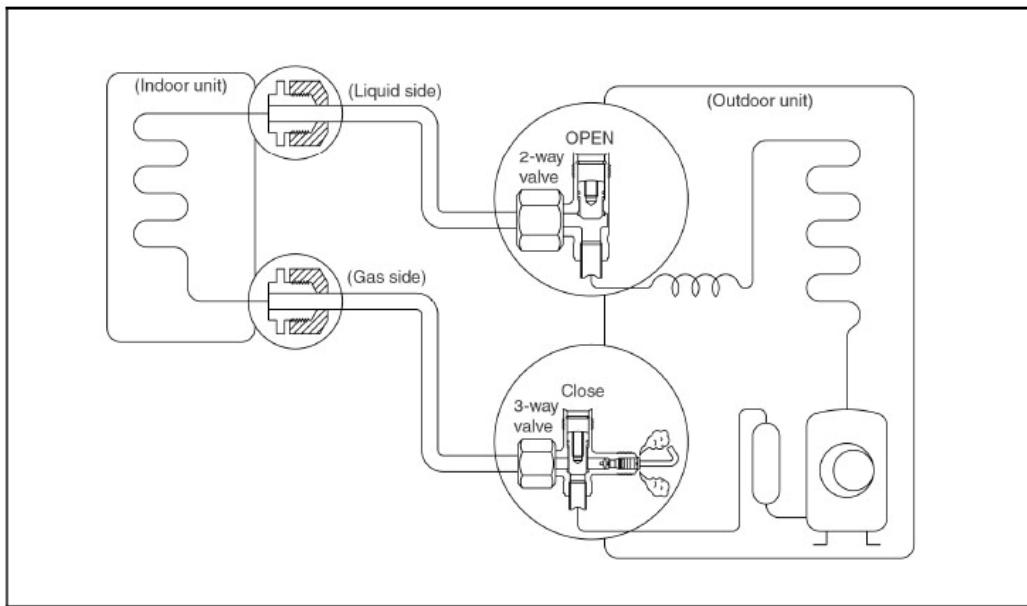 (Indoor unit)
(Liquid side)
(Outdoor unit)
OPEN
2-way
valve
(Gas side)
Close
3-way
valve